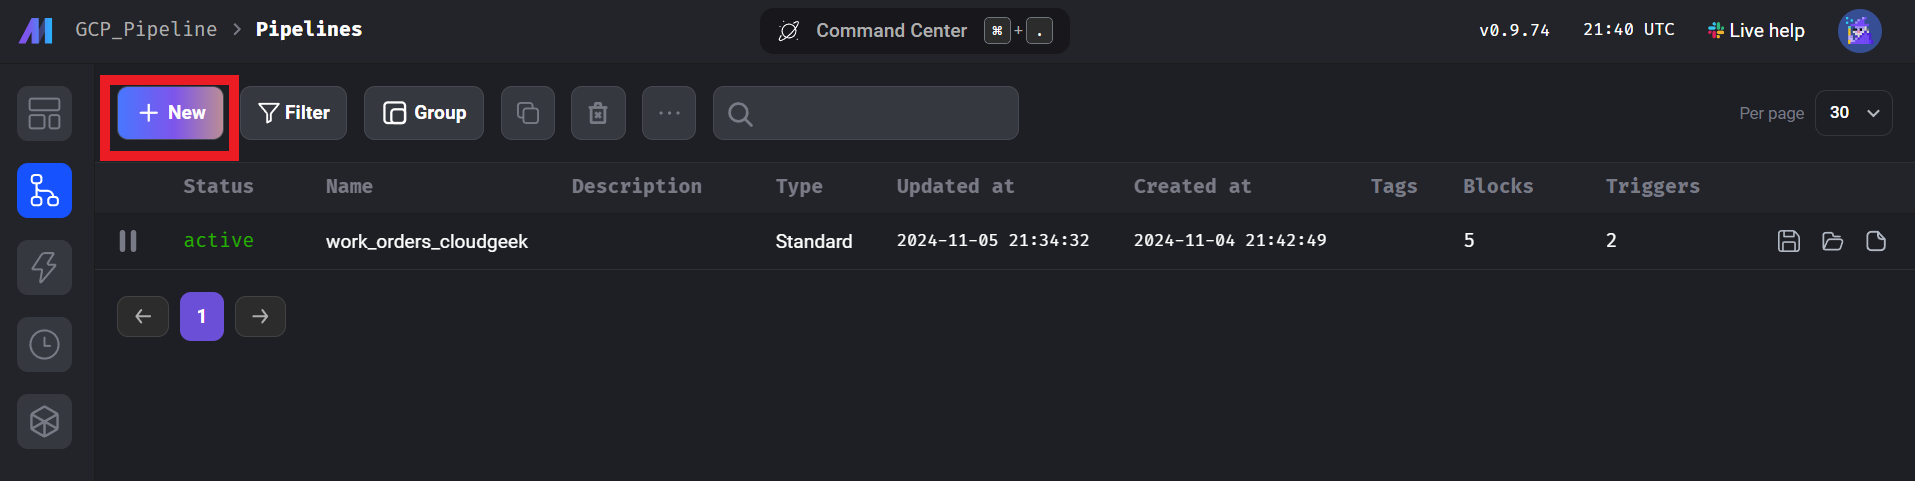 GCP_Pipeline > Pipelines
Command Center ⌘ + .
v0.9.74 21:40 UTC Live help
+ New Filter Group ... Per page 30
Status Name Description Type Updated at Created at Tags Blocks Triggers
active work_orders_cloudgeek Standard 2024-11-05 21:34:32 2024-11-04 21:42:49 5 2
← 1 →